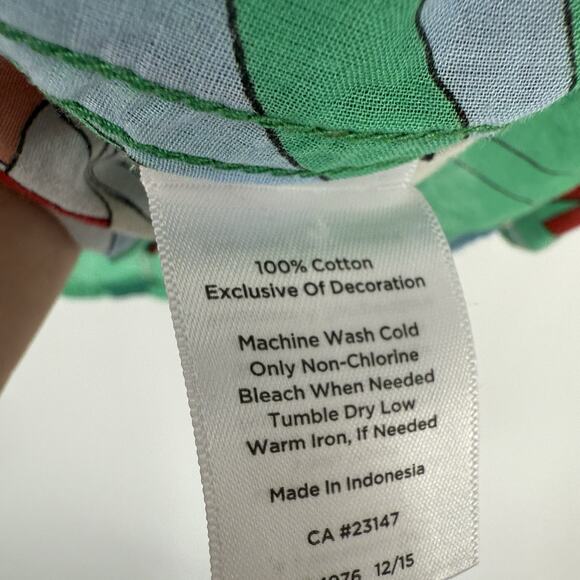 100% Cotton
Exclusive Of Decoration
Machine Wash Cold
Only Non-Chlorine
Bleach When Needed
Tumble Dry Low
Warm Iron, If Needed
Made In Indonesia
CA #23147
12/15